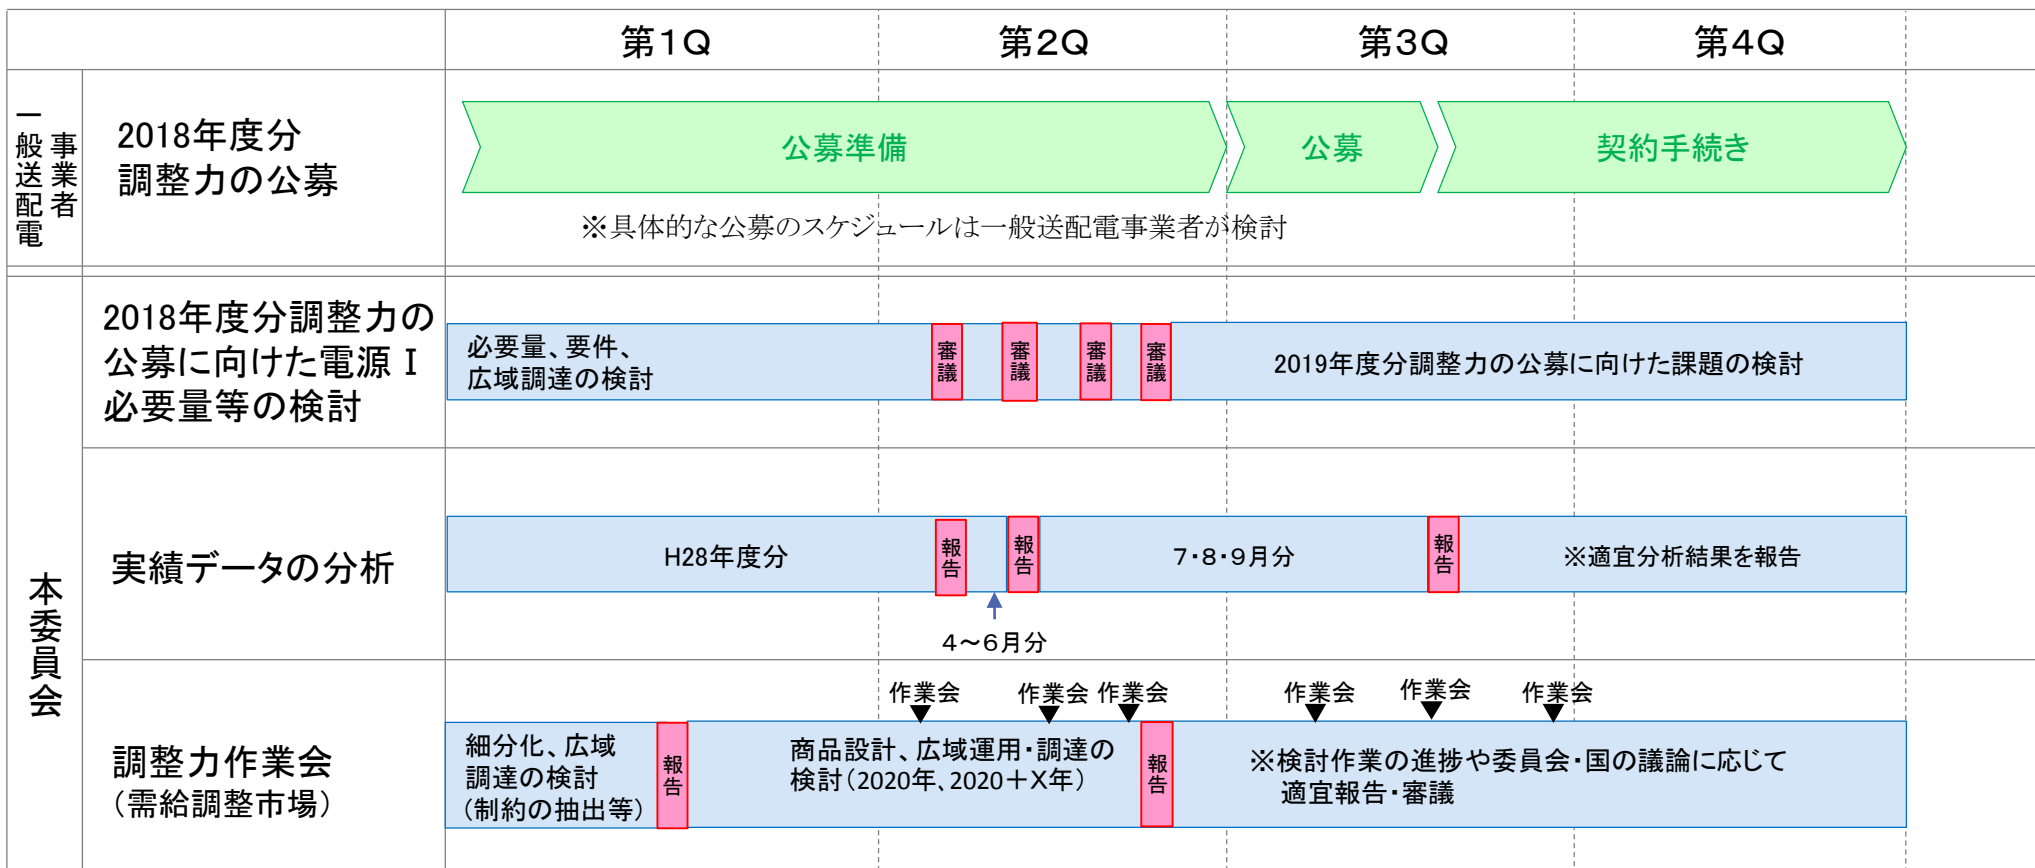 第１Q
第２Q
第３Q
第４Q
一般送配電
事業者
2018年度分
調整力の公募
公募準備
公募
契約手続き
※具体的な公募のスケジュールは一般送配電事業者が検討
本委員会
2018年度分調整力の
公募に向けた電源Ⅰ
必要量等の検討
必要量、要件、
広域調達の検討
審議
審議
審議
審議
2019年度分調整力の公募に向けた課題の検討
実績データの分析
H28年度分
報告
報告
７・８・９月分
報告
※適宜分析結果を報告
４～６月分
調整力作業会
（需給調整市場）
作業会
作業会
作業会
作業会
作業会
作業会
細分化、広域
調達の検討
（制約の抽出等）
報告
商品設計、広域運用・調達の
検討（2020年、2020＋X年）
報告
※検討作業の進捗や委員会・国の議論に応じて
適宜報告・審議